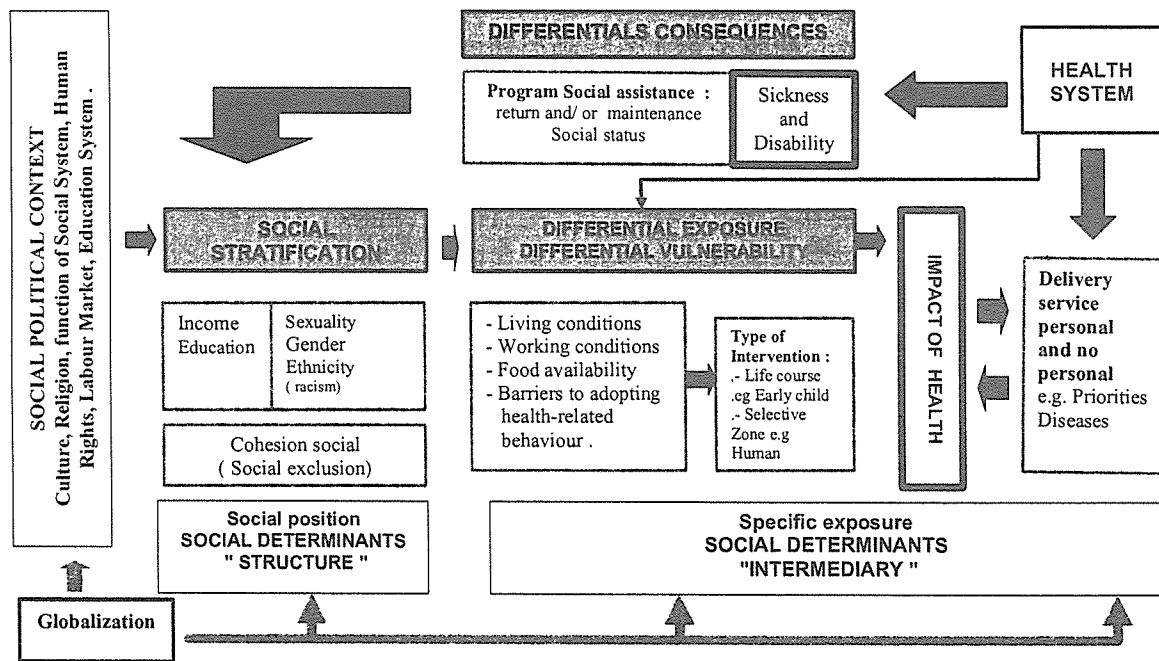 SOCIAL POLITICAL CONTEXT
Culture, Religion, function of Social System, Human
Rights, Labour Market, Education System .
DIFFERENTIALS CONSEQUENCES
Program Social assistance :
return and/ or maintenance
Social status
Sickness
and
Disability
HEALTH
SYSTEM
SOCIAL
STRATIFICATION
DIFFERENTIAL EXPOSURE
DIFFERENTIAL VULNERABILITY
IMPACT OF HEALTH
Income
Education
Sexuality
Gender
Ethnicity
( racism)
Cohesion social
( Social exclusion)
- Living conditions
- Working conditions
- Food availability
- Barriers to adopting
health-related
behaviour .
Type of
Intervention :
.- Life course
.eg Early child
.- Selective
Zone e.g
Human
Delivery
service
personal
and no
personal
e.g. Priorities
Diseases
Social position
SOCIAL DETERMINANTS
" STRUCTURE "
Specific exposure
SOCIAL DETERMINANTS
"INTERMEDIARY "
Globalization